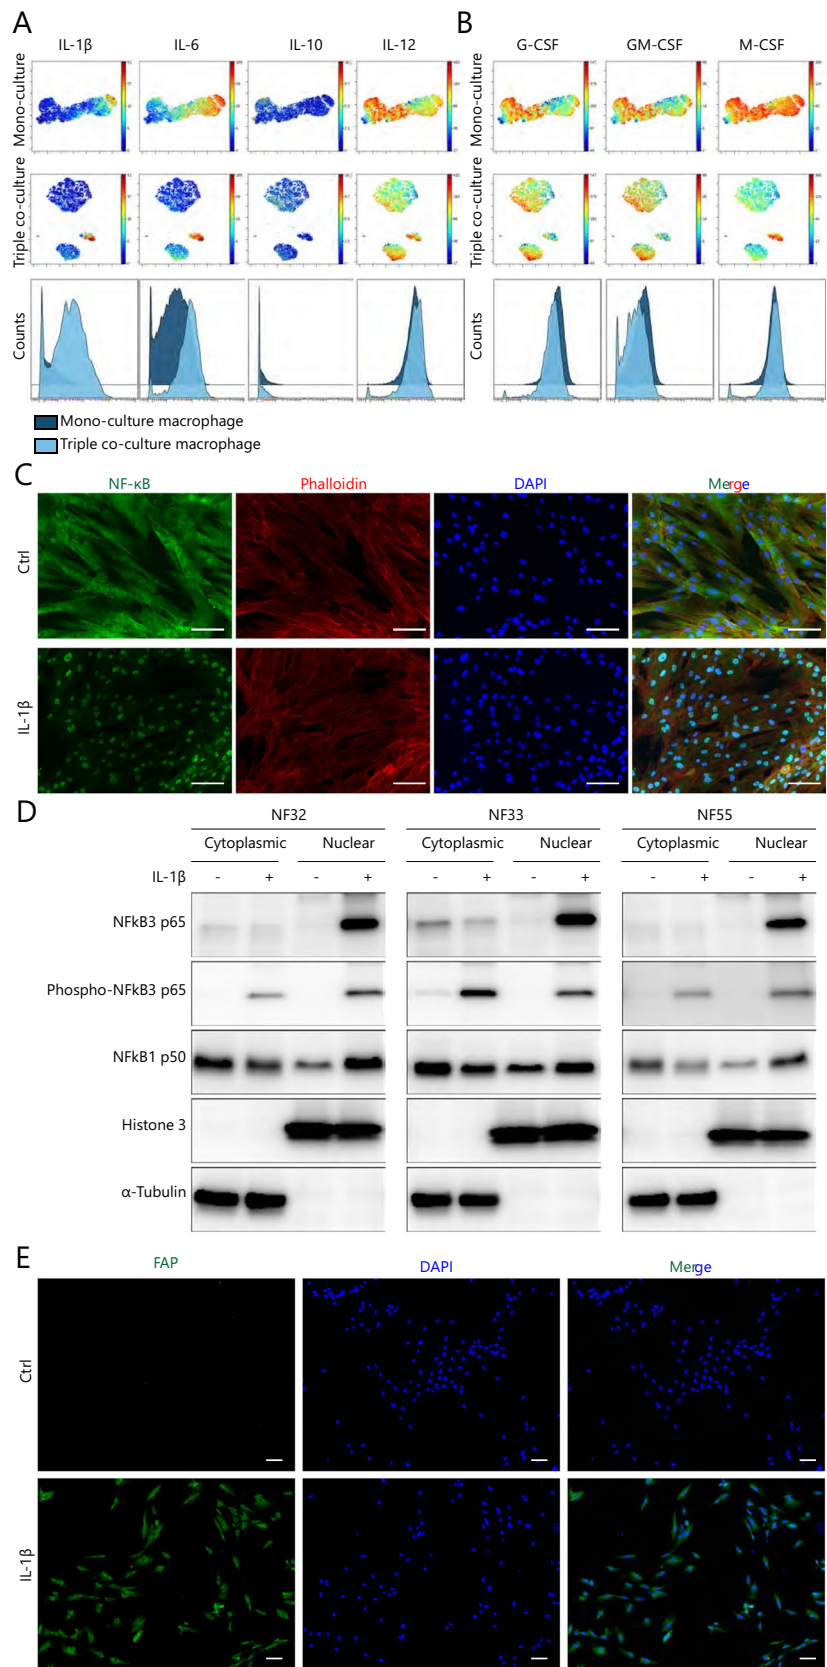 A
B
IL-1β IL-6 IL-10 IL-12
G-CSF GM-CSF M-CSF
Mono-culture
Mono-culture
Triple co-culture
Triple co-culture
Counts
Counts
Mono-culture macrophage
Triple co-culture macrophage
C
NF-κB Phalloidin DAPI Merge
Ctrl
IL-1β
D
NF32 NF33 NF55
Cytoplasmic Nuclear Cytoplasmic Nuclear Cytoplasmic Nuclear
IL-1β - + - + - + - + - + - +
NFkB3 p65
Phospho-NFkB3 p65
NFkB1 p50
Histone 3
α-Tubulin
E
FAP DAPI Merge
Ctrl
IL-1β